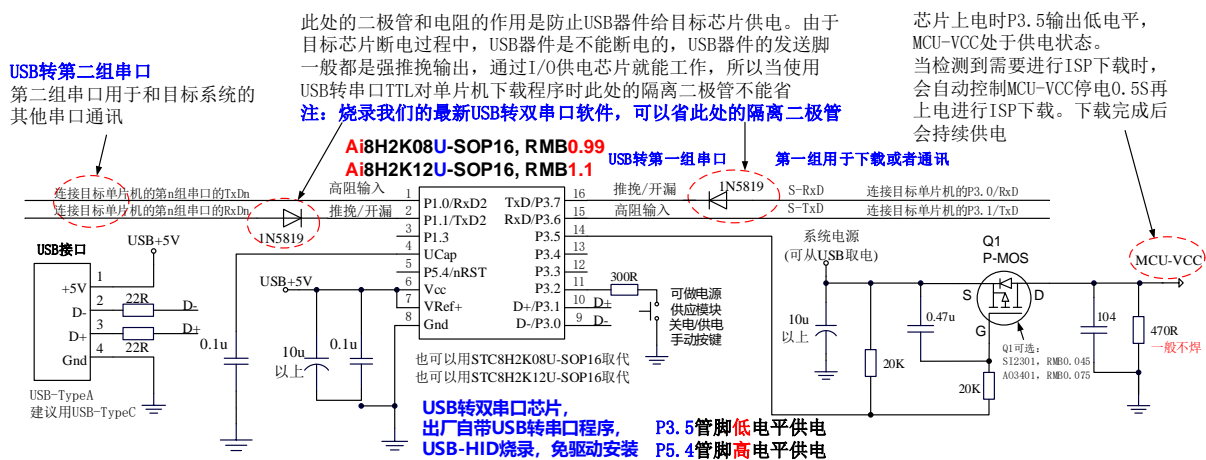 此处的二极管和电阻的作用是防止USB器件给目标芯片供电。由于
目标芯片断电过程中，USB器件是不能断电的，USB器件的发送脚
一般都是强推挽输出，通过I/O供电芯片就能工作，所以当使用
USB转串口TTL对单片机下载程序时此处的隔离二极管不能省
注：烧录我们的最新USB转双串口软件，可以省此处的隔离二极管
芯片上电时P3.5输出低电平，
MCU-VCC处于供电状态。
当检测到需要进行ISP下载时，
会自动控制MCU-VCC停电0.5S再
上电进行ISP下载。下载完成后
会持续供电
USB转第二组串口
第二组串口用于和目标系统的
其他串口通讯
Ai8H2K08U-SOP16, RMB0.99
Ai8H2K12U-SOP16, RMB1.1
USB转第一组串口
第一组用于下载或者通讯
连接目标单片机的第n组串口的TxDn
高阻输入
连接目标单片机的第n组串口的RxDn
推挽/开漏
1N5819
1
2
3
4
5
6
7
8
P1.0/RxD2
P1.1/TxD2
P1.3
UCap
P5.4/nRST
Vcc
VRef+
Gnd
TxD/P3.7
RxD/P3.6
P3.5
P3.4
P3.3
P3.2
D+/P3.1
D-/P3.0
16
15
14
13
12
11
10
9
D+
D-
推挽/开漏
1N5819
S-RxD
连接目标单片机的P3.0/RxD
高阻输入
S-TxD
连接目标单片机的P3.1/TxD
USB接口
USB+5V
+5V
D-
D+
Gnd
1
2
3
4
22R
22R
D-
D+
USB-TypeA
建议用USB-TypeC
0.1u
USB+5V
10u
以上
0.1u
300R
可做电源
供应模块
关电/供电
手动按键
也可以用STC8H2K08U-SOP16取代
也可以用STC8H2K12U-SOP16取代
USB转双串口芯片，
出厂自带USB转串口程序，
USB-HID烧录，免驱动安装
P3.5管脚低电平供电
P5.4管脚高电平供电
系统电源
(可从USB取电)
10u
以上
20K
0.47u
20K
Q1
P-MOS
S
D
G
Q1可选：
SI2301, RMB0.045
AO3401, RMB0.075
104
470R
一般不焊
MCU-VCC